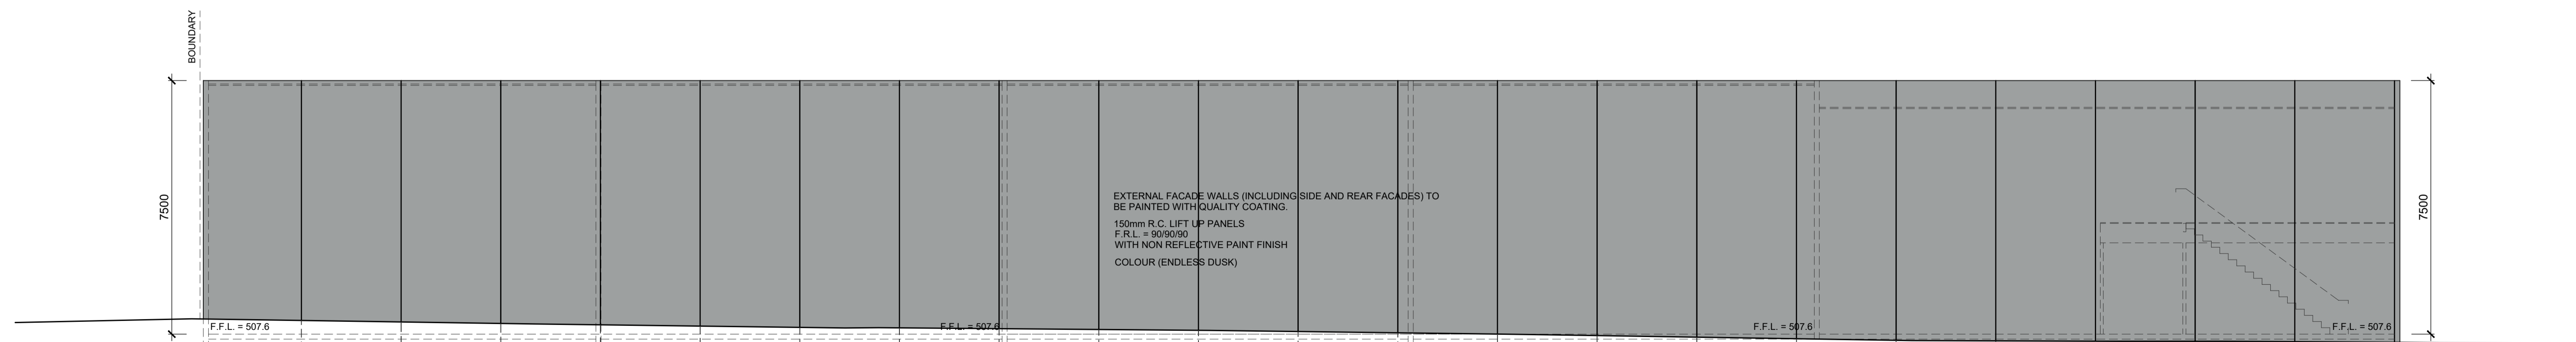 BOUNDARY
7500
EXTERNAL FACADE WALLS (INCLUDING SIDE AND REAR FACADES) TO
BE PAINTED WITH QUALITY COATING.
150mm R.C. LIFT UP PANELS
F.R.L. = 90/90/90
WITH NON REFLECTIVE PAINT FINISH
COLOUR (ENDLESS DUSK)
7500
F.F.L. = 507.6
F.F.L. = 507.6
F.F.L. = 507.6
F.F.L. = 507.6